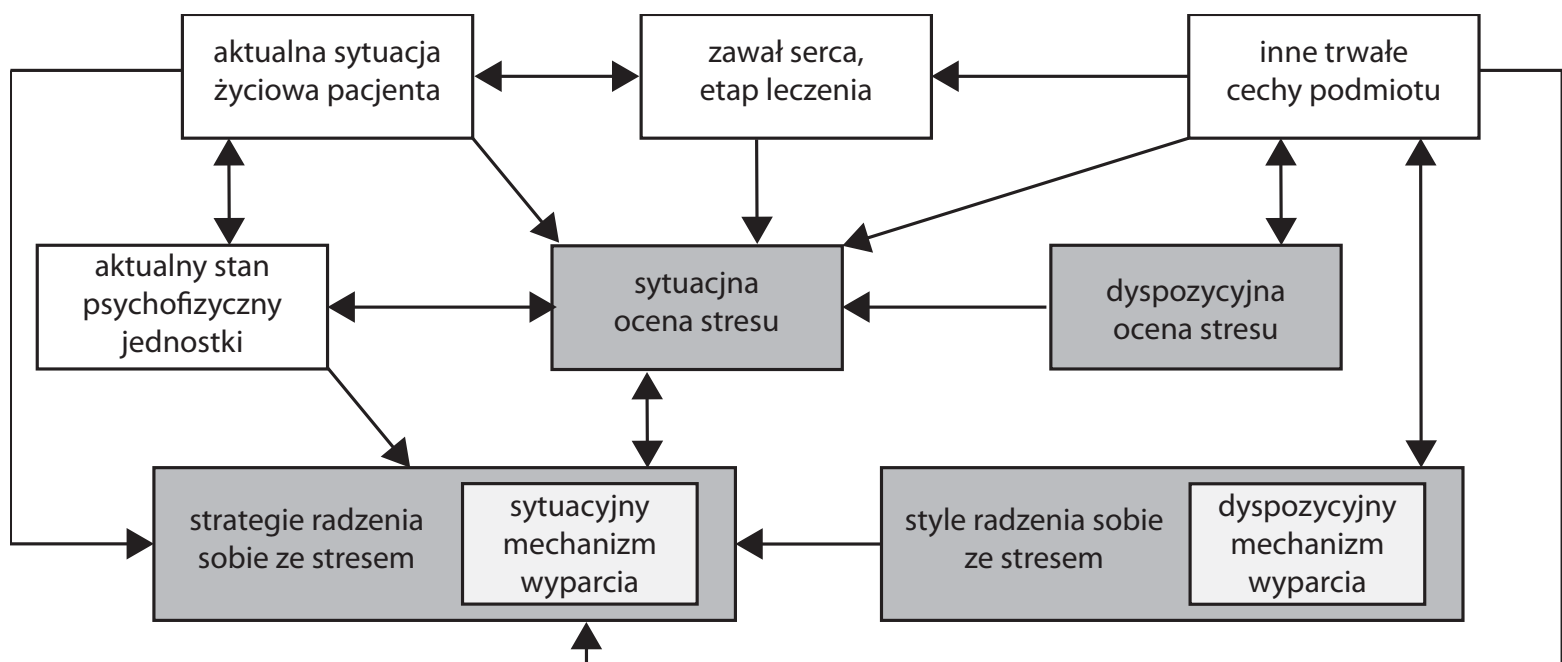 aktualna sytuacja
życiowa pacjenta
zawał serca,
etap leczenia
inne trwałe
cechy podmiotu
aktualny stan
psychofizyczny
jednostki
sytuacjna
ocena stresu
dyspozycyjna
ocena stresu
strategie radzenia
sobie ze stresem
sytuacyjny
mechanizm
wyparcia
style radzenia sobie
ze stresem
dyspozycyjny
mechanizm
wyparcia